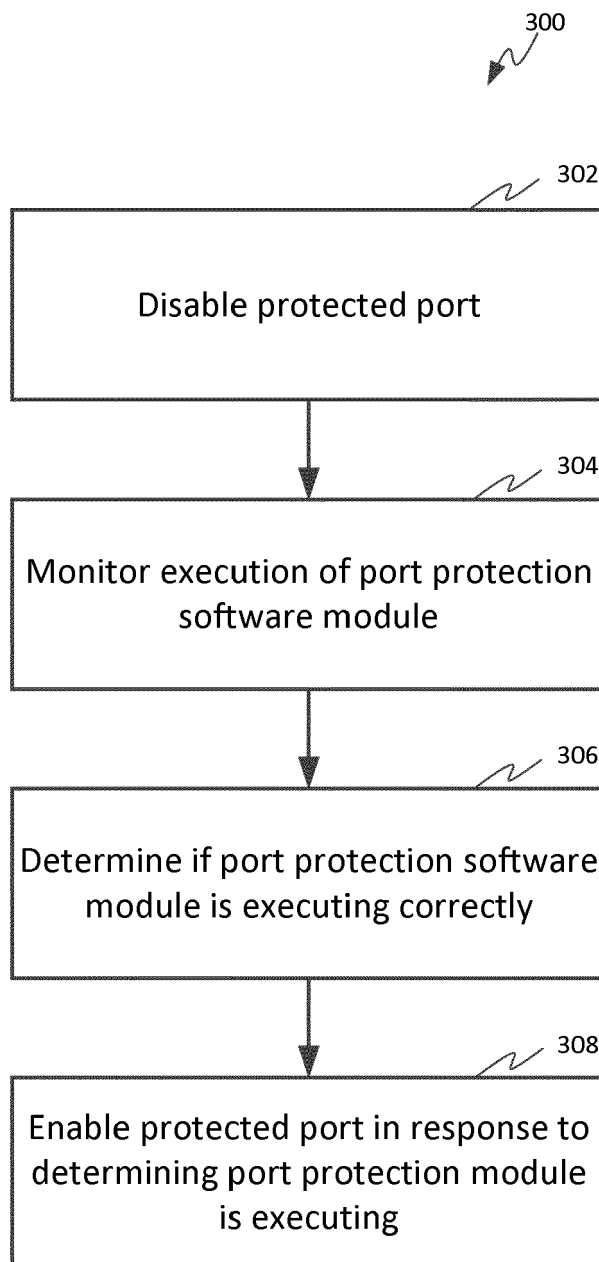 300
302
Disable protected port
304
Monitor execution of port protection
software module
306
Determine if port protection software
module is executing correctly
308
Enable protected port in response to
determining port protection module
is executing